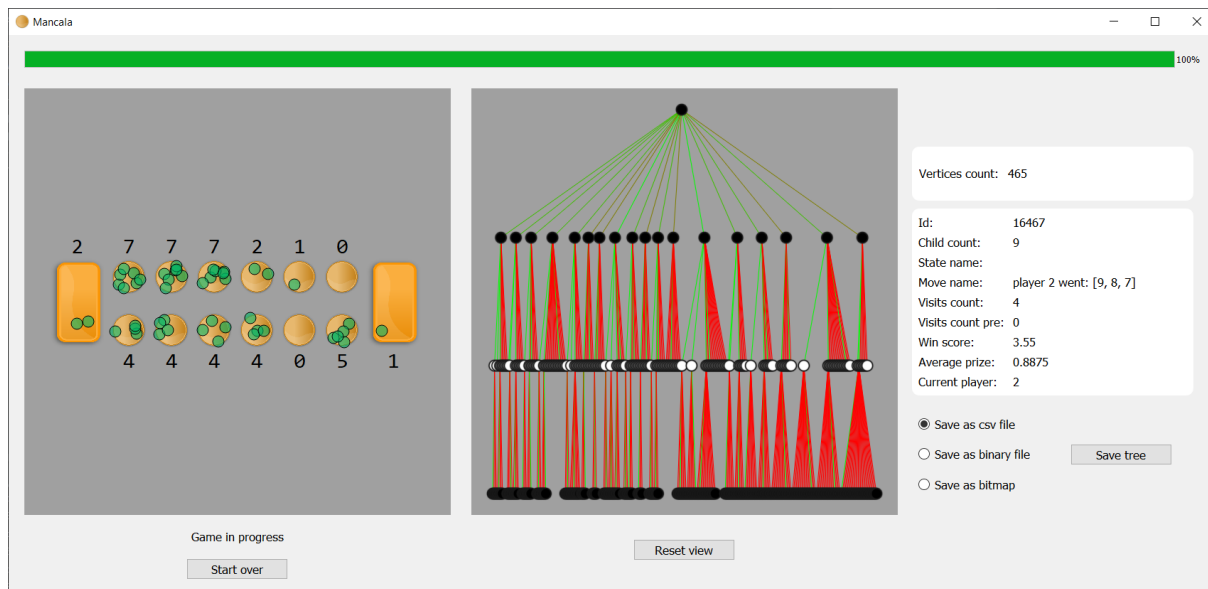 Mancala
100%
2 7 7 7 2 1 0
4 4 4 4 0 5 1
Game in progress
Start over
Reset view
Vertices count: 465
Id: 16467
Child count: 9
State name:
Move name: player 2 went: [9, 8, 7]
Visits count: 4
Visits count pre: 0
Win score: 3.55
Average prize: 0.8875
Current player: 2
Save as csv file
Save as binary file
Save tree
Save as bitmap